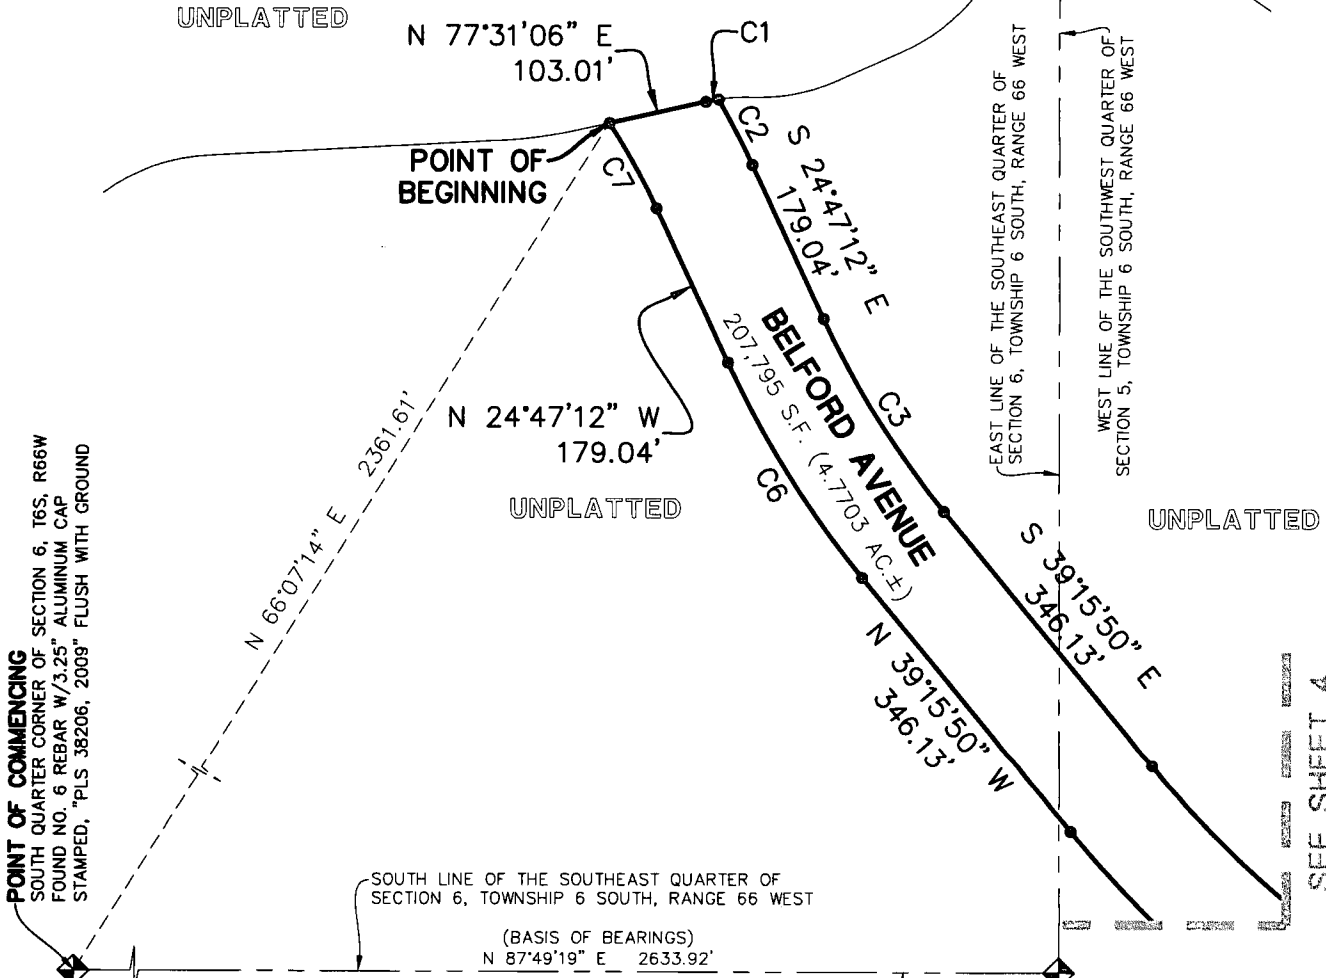 UNPLATTED
N 77°31'06" E
103.01'
C1
POINT OF
BEGINNING
C7
C2
S 24°47'12" E
179.04'
EAST LINE OF THE SOUTHEAST QUARTER OF
SECTION 6, TOWNSHIP 6 SOUTH, RANGE 66 WEST
WEST LINE OF THE SOUTHWEST QUARTER OF
SECTION 5, TOWNSHIP 6 SOUTH, RANGE 66 WEST
BELFORD AVENUE
207,795 S.F. (4.7703 AC.±)
C3
N 24°47'12" W
179.04'
C6
UNPLATTED
UNPLATTED
N 66°07'14" E    2361.61'
S 39°15'50" E
346.13'
N 39°15'50" W
346.13'
POINT OF COMMENCING
SOUTH QUARTER CORNER OF SECTION 6, T6S, R66W
FOUND NO. 6 REBAR W/3.25" ALUMINUM CAP
STAMPED, "PLS 38206, 2009" FLUSH WITH GROUND
SEE SHEET 4
SOUTH LINE OF THE SOUTHEAST QUARTER OF
SECTION 6, TOWNSHIP 6 SOUTH, RANGE 66 WEST
(BASIS OF BEARINGS)
N 87°49'19" E    2633.92'